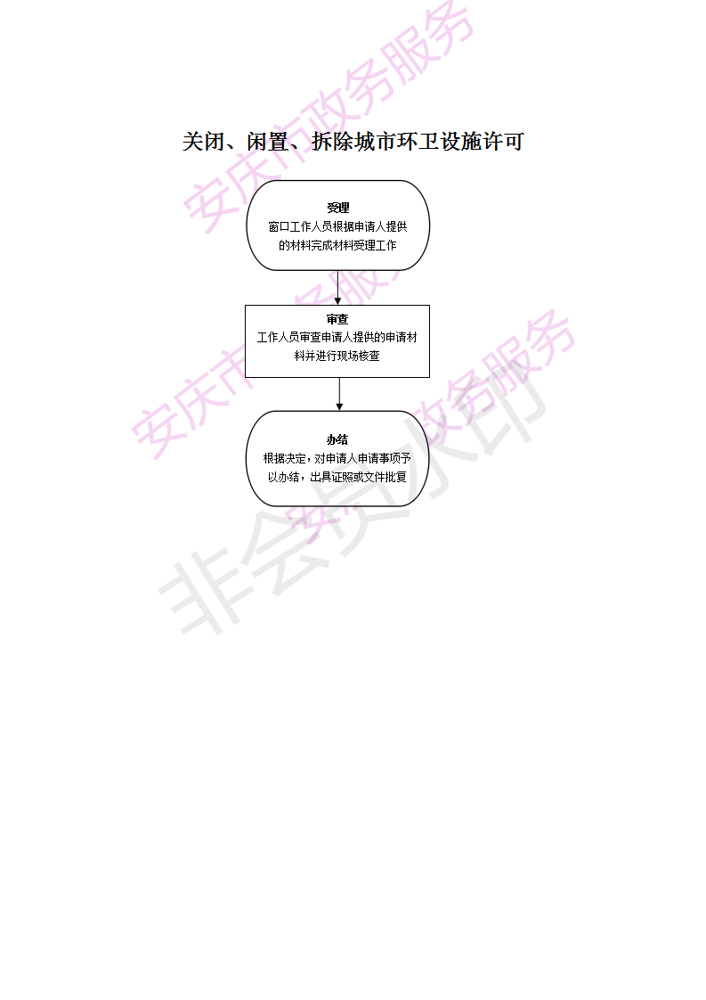 关闭、闲置、拆除城市环卫设施许可
受理
窗口工作人员根据申请人提供
的材料完成材料受理工作
审查
工作人员审查申请人提供的申请材
料并进行现场核查
办结
根据决定，对申请人申请事项予
以办结，出具证照或文件批复
安庆市政务服务
安庆市 务服务
安 政务服务
非会员水印